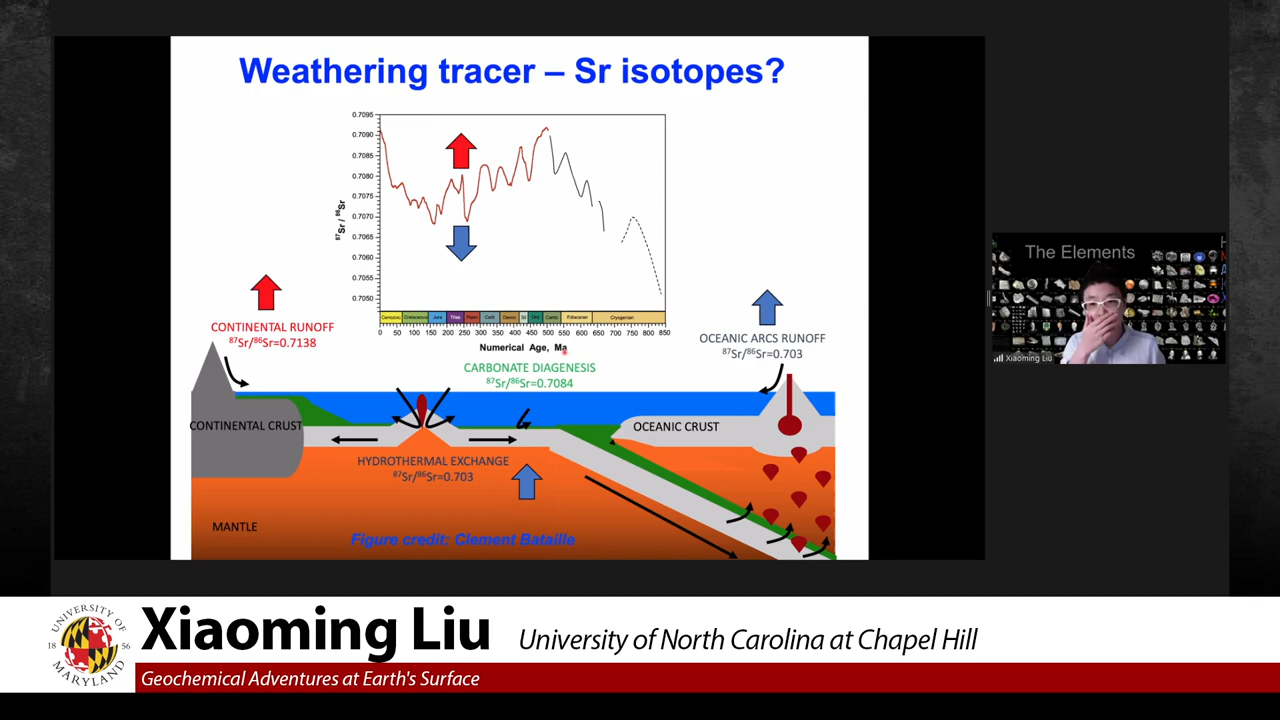 Weathering tracer – Sr isotopes?
0.7095
0.7090
0.7085
0.7080
0.7075
0.7070
0.7065
0.7060
0.7055
0.7050
87Sr / 86Sr
Cenozoic Cretaceous Jura Trias Perm Carb Devon Sil Ord Camb Ediacaran Cryogenian
0 50 100 150 200 250 300 350 400 450 500 550 600 650 700 750 800 850
Numerical Age, Ma
CONTINENTAL RUNOFF
87Sr/86Sr=0.7138
CARBONATE DIAGENESIS
87Sr/86Sr=0.7084
OCEANIC ARCS RUNOFF
87Sr/86Sr=0.703
CONTINENTAL CRUST
OCEANIC CRUST
HYDROTHERMAL EXCHANGE
87Sr/86Sr=0.703
MANTLE
Figure credit: Clement Bataille
The Elements
Xiaoming Liu
UNIVERSITY OF
18 56
MARYLAND
Xiaoming Liu University of North Carolina at Chapel Hill
Geochemical Adventures at Earth's Surface